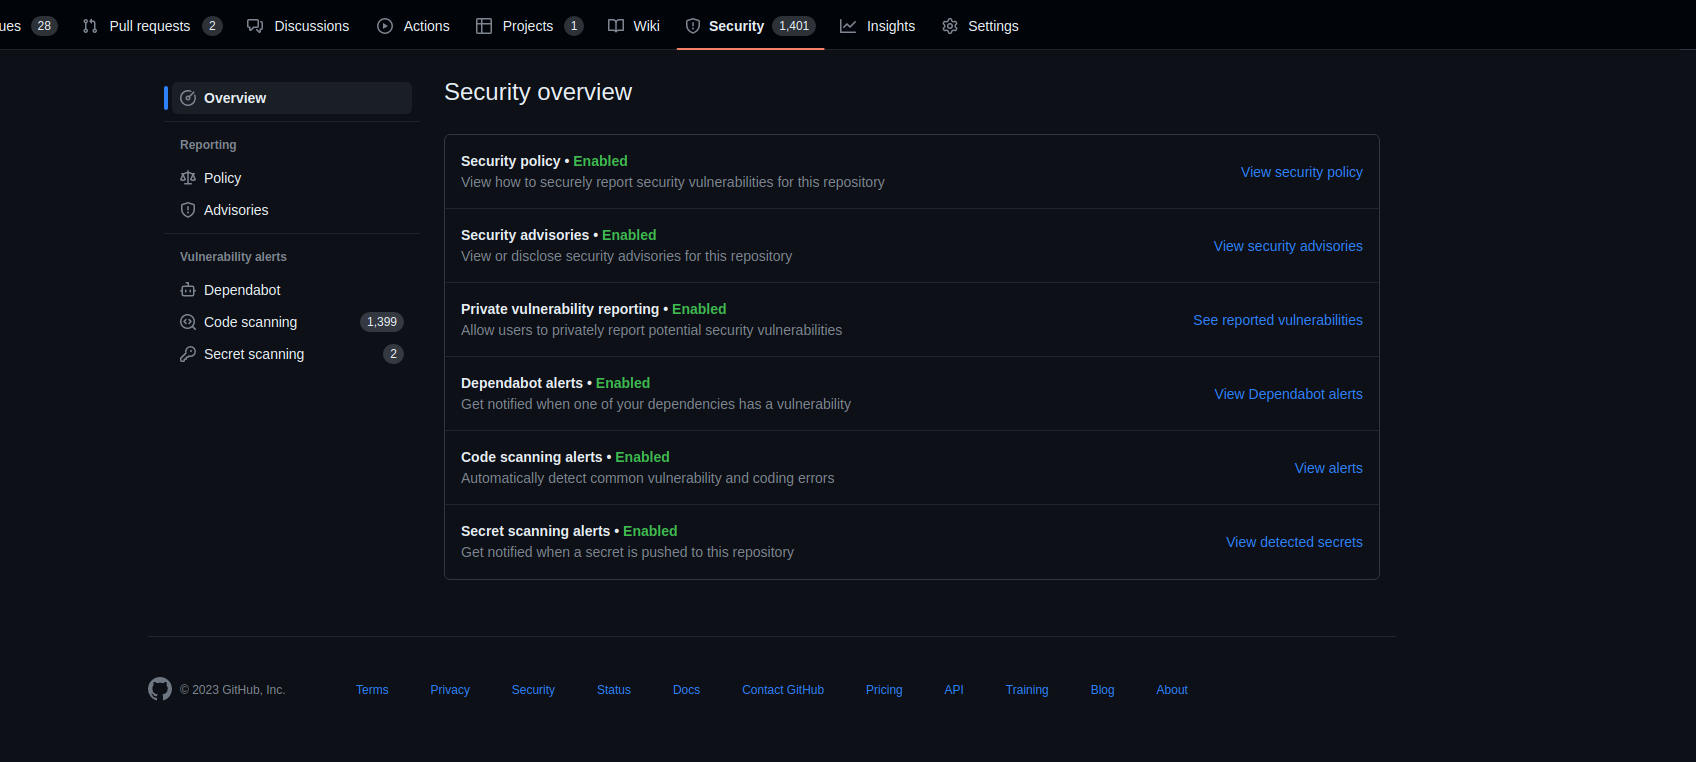 ues 28 Pull requests 2 Discussions Actions Projects 1 Wiki Security 1,401 Insights Settings
Overview
Reporting
Policy
Advisories
Vulnerability alerts
Dependabot
Code scanning 1,399
Secret scanning 2
Security overview
Security policy • Enabled
View how to securely report security vulnerabilities for this repository
View security policy
Security advisories • Enabled
View or disclose security advisories for this repository
View security advisories
Private vulnerability reporting • Enabled
Allow users to privately report potential security vulnerabilities
See reported vulnerabilities
Dependabot alerts • Enabled
Get notified when one of your dependencies has a vulnerability
View Dependabot alerts
Code scanning alerts • Enabled
Automatically detect common vulnerability and coding errors
View alerts
Secret scanning alerts • Enabled
Get notified when a secret is pushed to this repository
View detected secrets
© 2023 GitHub, Inc. Terms Privacy Security Status Docs Contact GitHub Pricing API Training Blog About